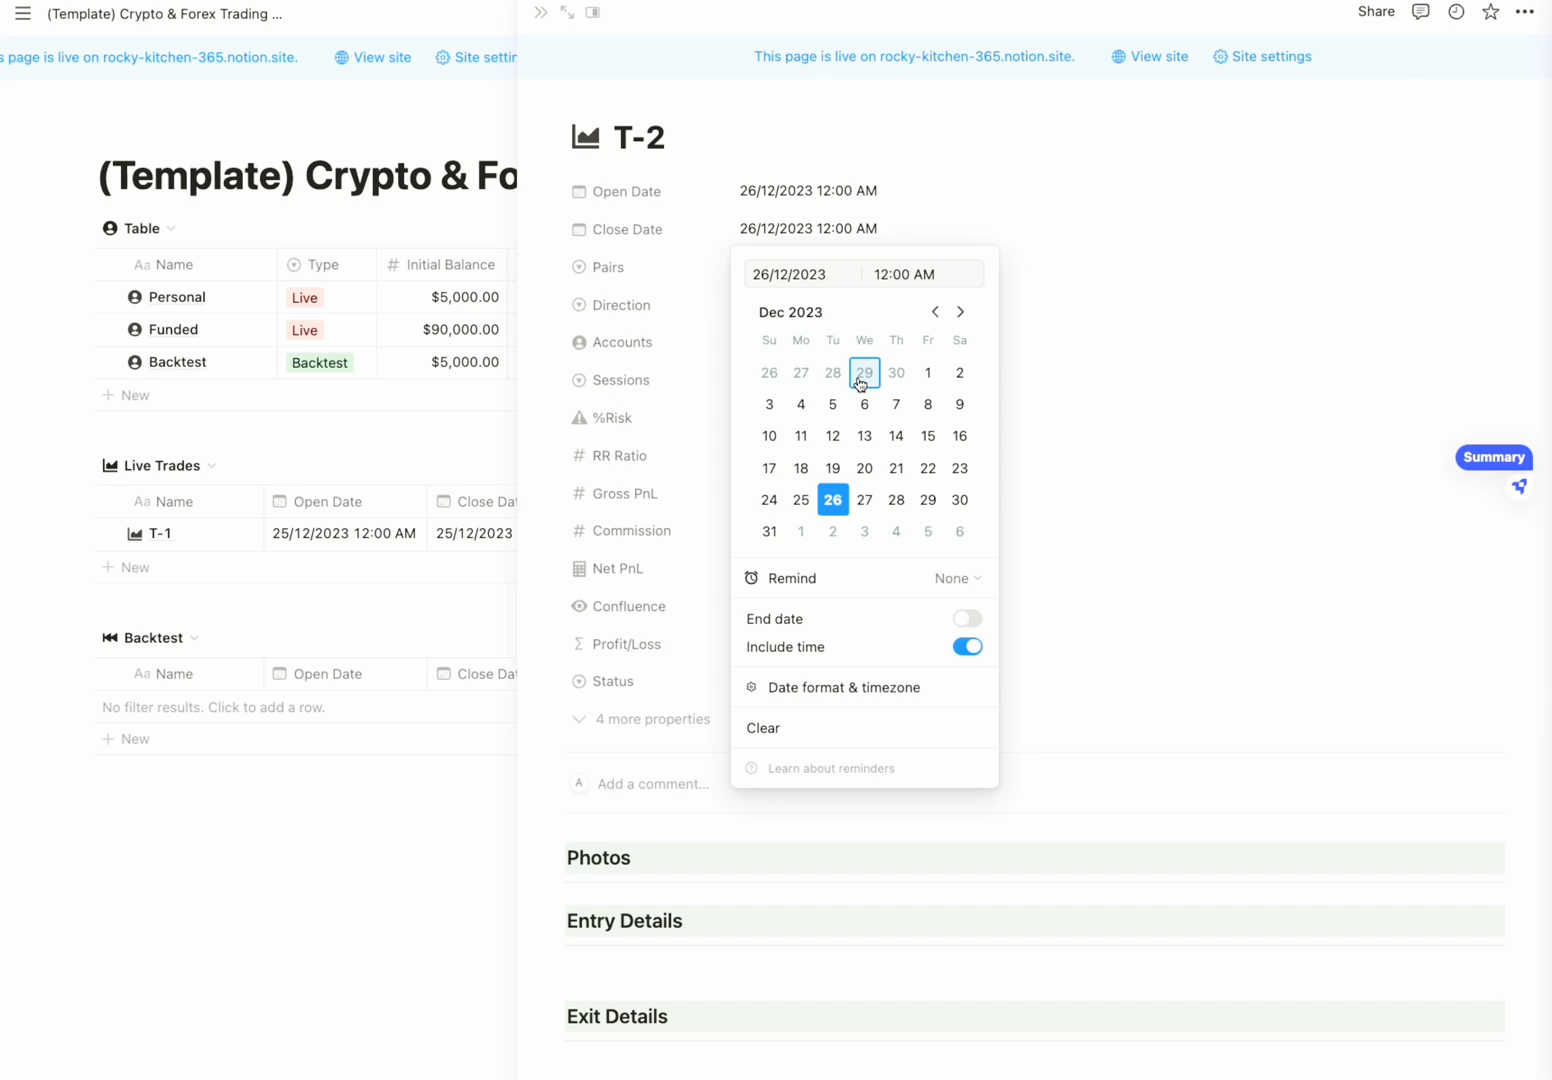 (Template) Crypto & Forex Trading ...
s page is live on rocky-kitchen-365.notion.site. View site Site settin
(Template) Crypto & Fo
Table
Aa Name Type # Initial Balance
Personal Live $5,000.00
Funded Live $90,000.00
Backtest Backtest $5,000.00
+ New
Live Trades
Aa Name Open Date Close Dat
T-1 25/12/2023 12:00 AM 25/12/2023
+ New
Backtest
Aa Name Open Date Close Dat
No filter results. Click to add a row.
+ New
Share
This page is live on rocky-kitchen-365.notion.site. View site Site settings
T-2
Open Date 26/12/2023 12:00 AM
Close Date 26/12/2023 12:00 AM
Pairs
Direction
Accounts
Sessions
%Risk
# RR Ratio
# Gross PnL
# Commission
Net PnL
Confluence
Σ Profit/Loss
Status
4 more properties
26/12/2023 12:00 AM
Dec 2023
Su Mo Tu We Th Fr Sa
26 27 28 29 30 1 2
3 4 5 6 7 8 9
10 11 12 13 14 15 16
17 18 19 20 21 22 23
24 25 26 27 28 29 30
31 1 2 3 4 5 6
Remind None
End date
Include time
Date format & timezone
Clear
? Learn about reminders
A Add a comment...
Photos
Entry Details
Exit Details
Summary